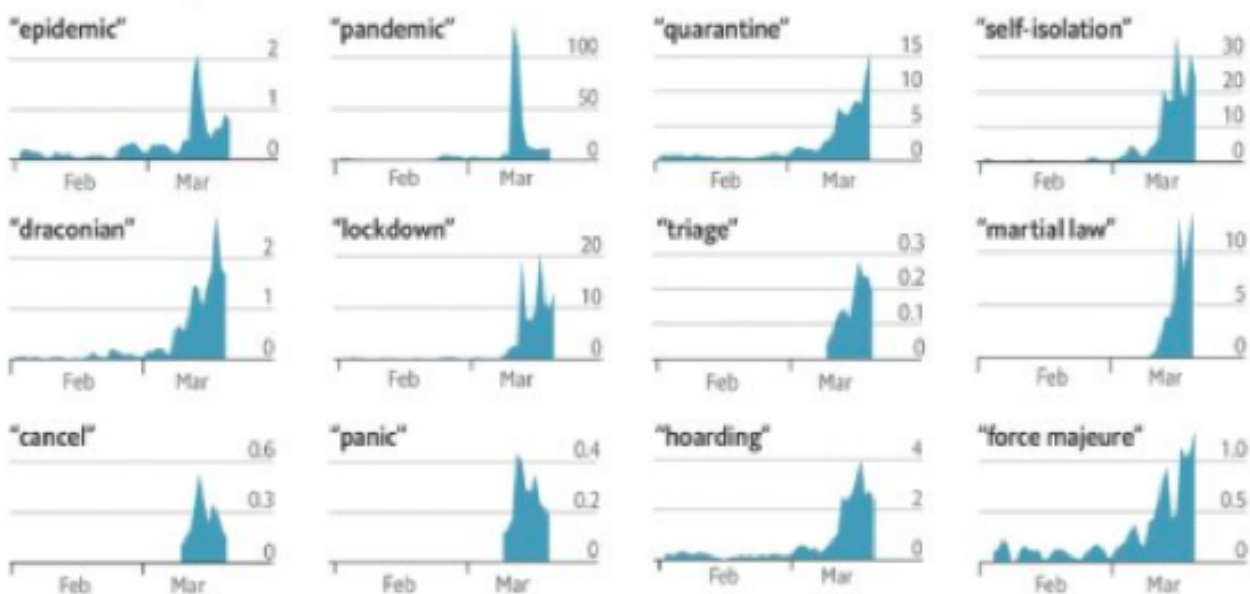 “epidemic”
2
1
0
Feb Mar
“pandemic”
100
50
0
Feb Mar
“quarantine”
15
10
5
0
Feb Mar
“self-isolation”
30
20
10
0
Feb Mar
“draconian”
2
1
0
Feb Mar
“lockdown”
20
10
0
Feb Mar
“triage”
0.3
0.2
0.1
0
Feb Mar
“martial law”
10
5
0
Feb Mar
“cancel”
0.6
0.3
0
Feb Mar
“panic”
0.4
0.2
0
Feb Mar
“hoarding”
4
2
0
Feb Mar
“force majeure”
1.0
0.5
0
Feb Mar